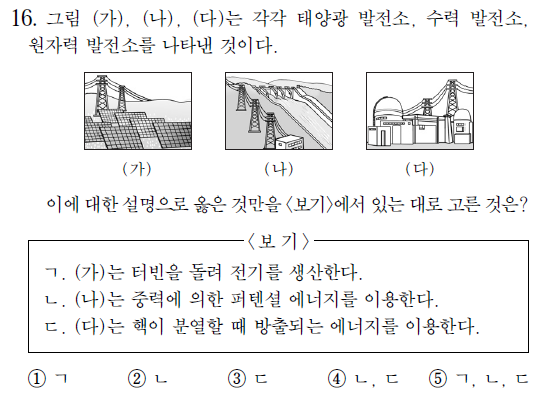 16. 그림 (가), (나), (다)는 각각 태양광 발전소, 수력 발전소,
원자력 발전소를 나타낸 것이다.
(가) (나) (다)
이에 대한 설명으로 옳은 것만을 〈보기〉에서 있는 대로 고른 것은?
〈보 기〉
ㄱ. (가)는 터빈을 돌려 전기를 생산한다.
ㄴ. (나)는 중력에 의한 퍼텐셜 에너지를 이용한다.
ㄷ. (다)는 핵이 분열할 때 방출되는 에너지를 이용한다.
① ㄱ ② ㄴ ③ ㄷ ④ ㄴ, ㄷ ⑤ ㄱ, ㄴ, ㄷ